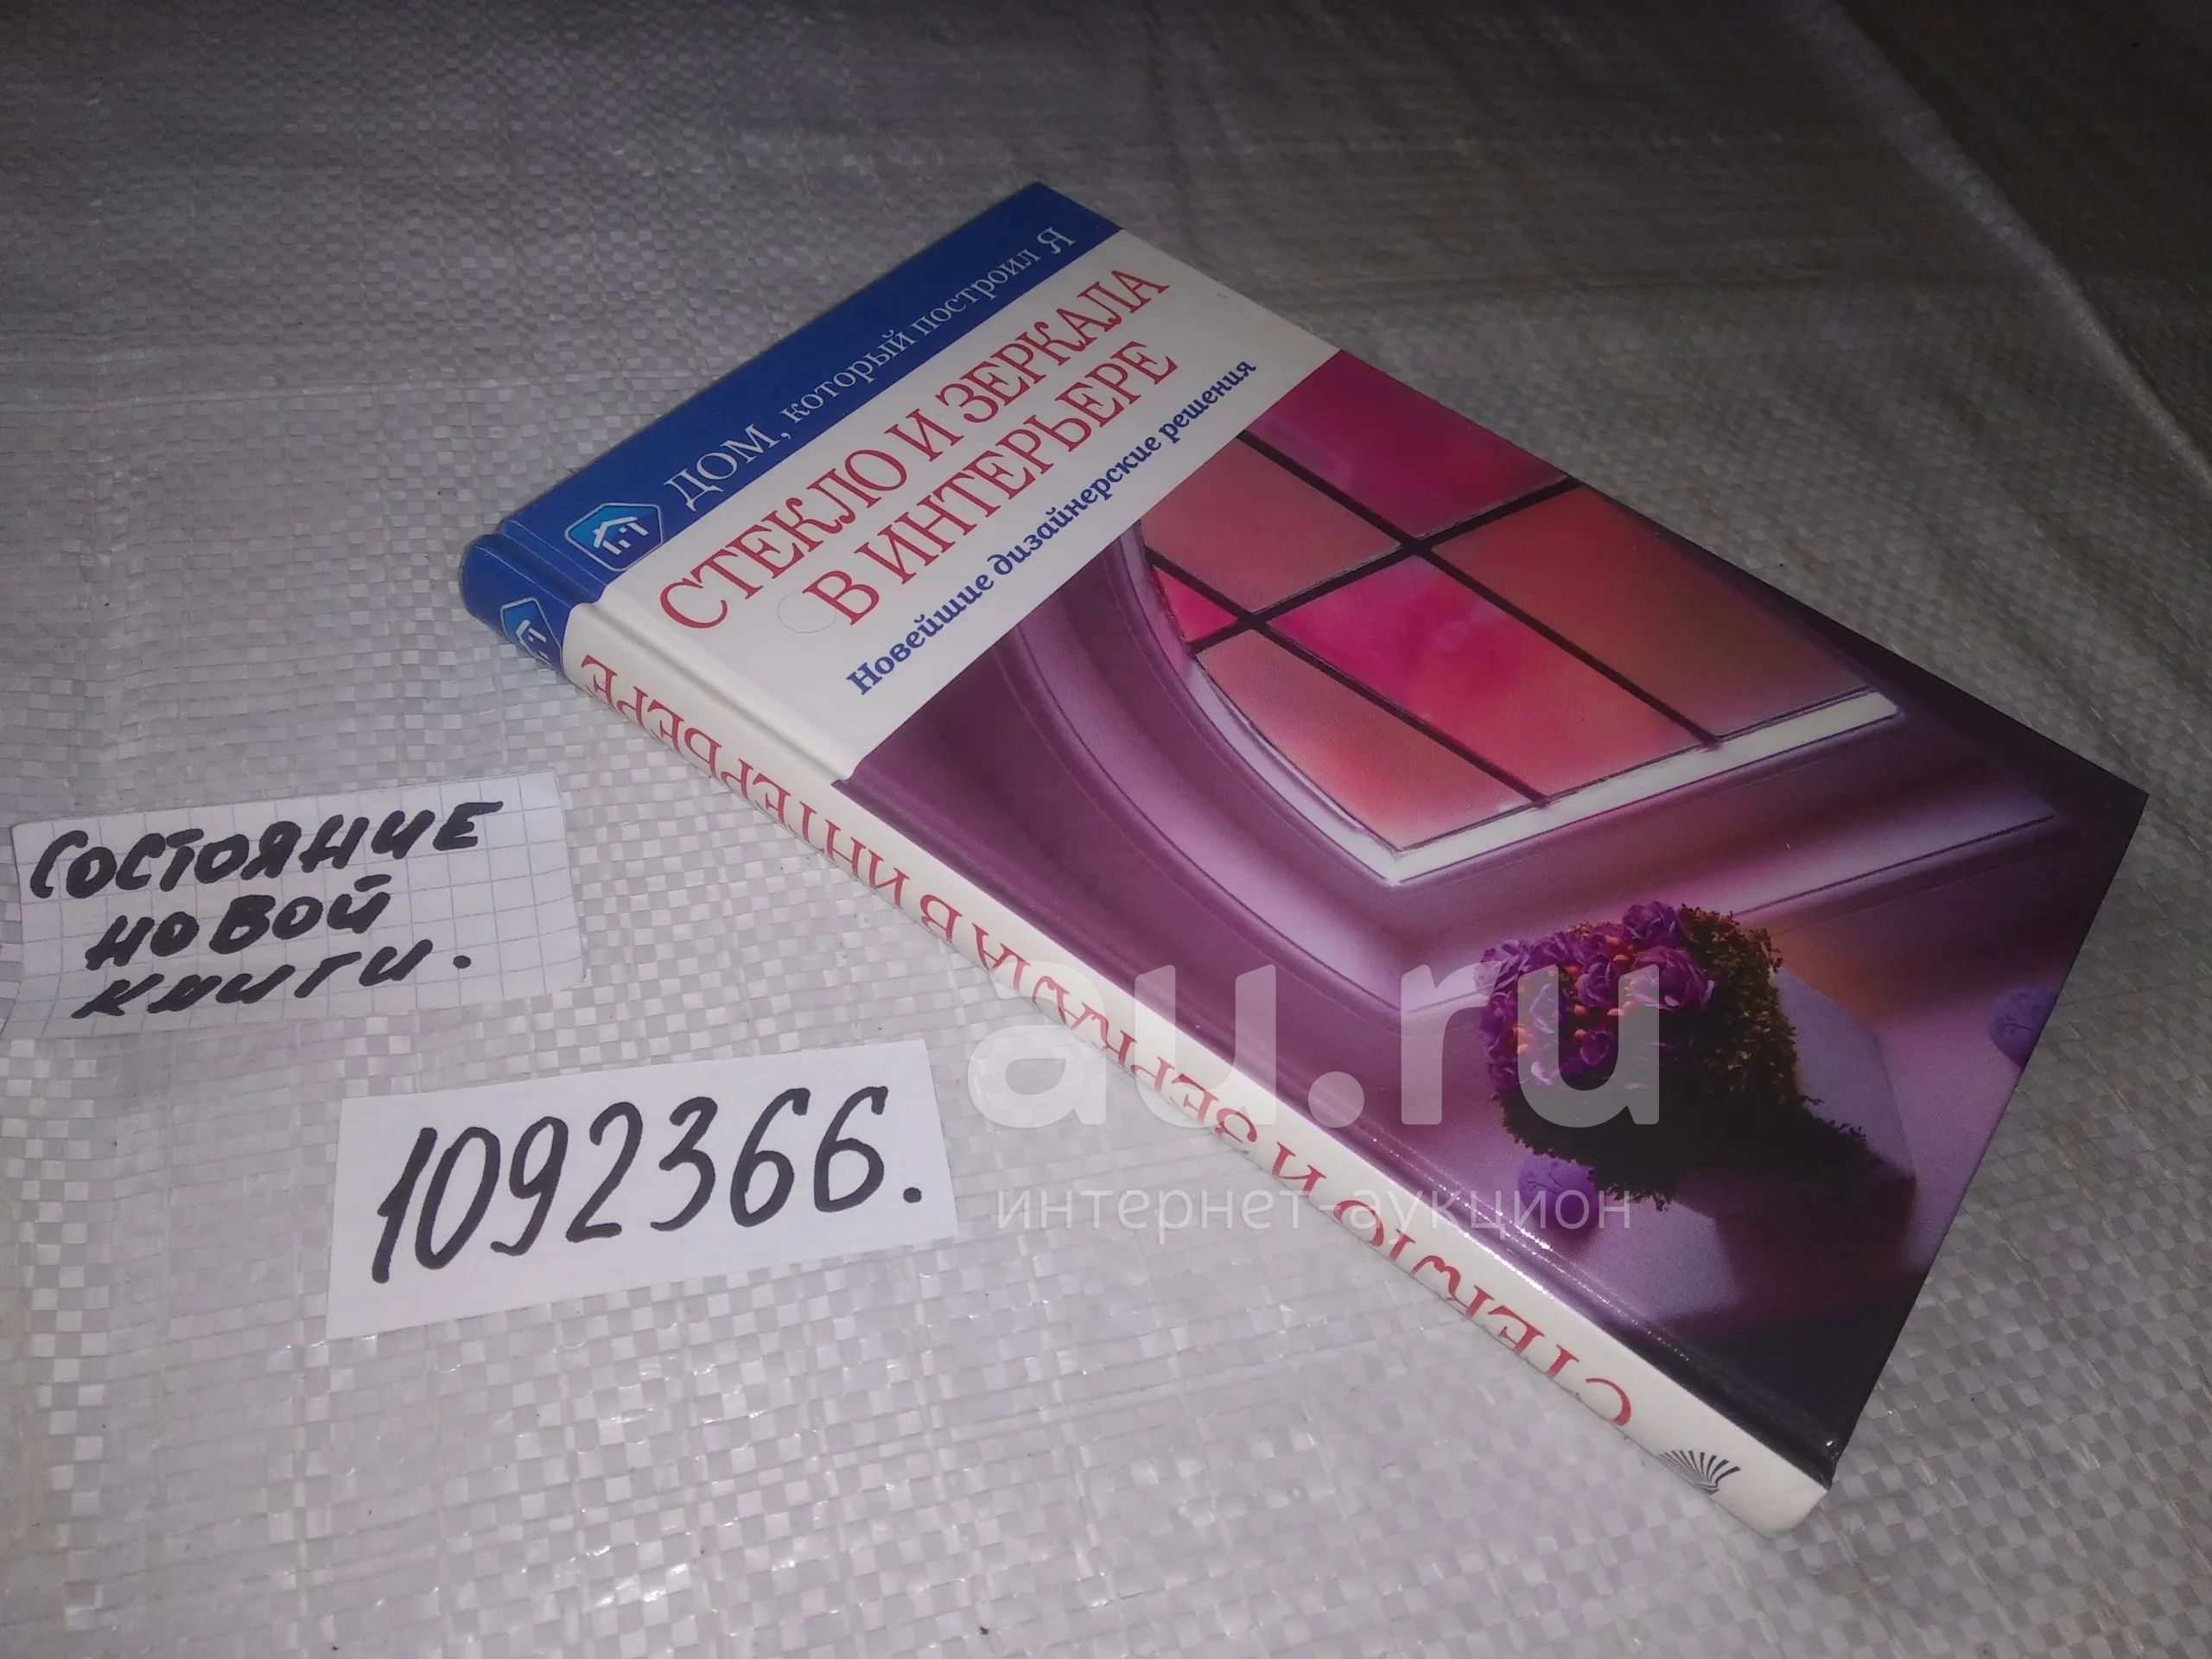 ДОМ, который построил Я
СТЕКЛО И ЗЕРКАЛА
В ИНТЕРЬЕРЕ
Новейшие дизайнерские решения
СТЕКЛО И ЗЕРКАЛА В ИНТЕРЬЕРЕ
СОСТОЯНИЕ
НОВОЙ
КНИГИ.
1092366.
au.ru
интернет-аукцион